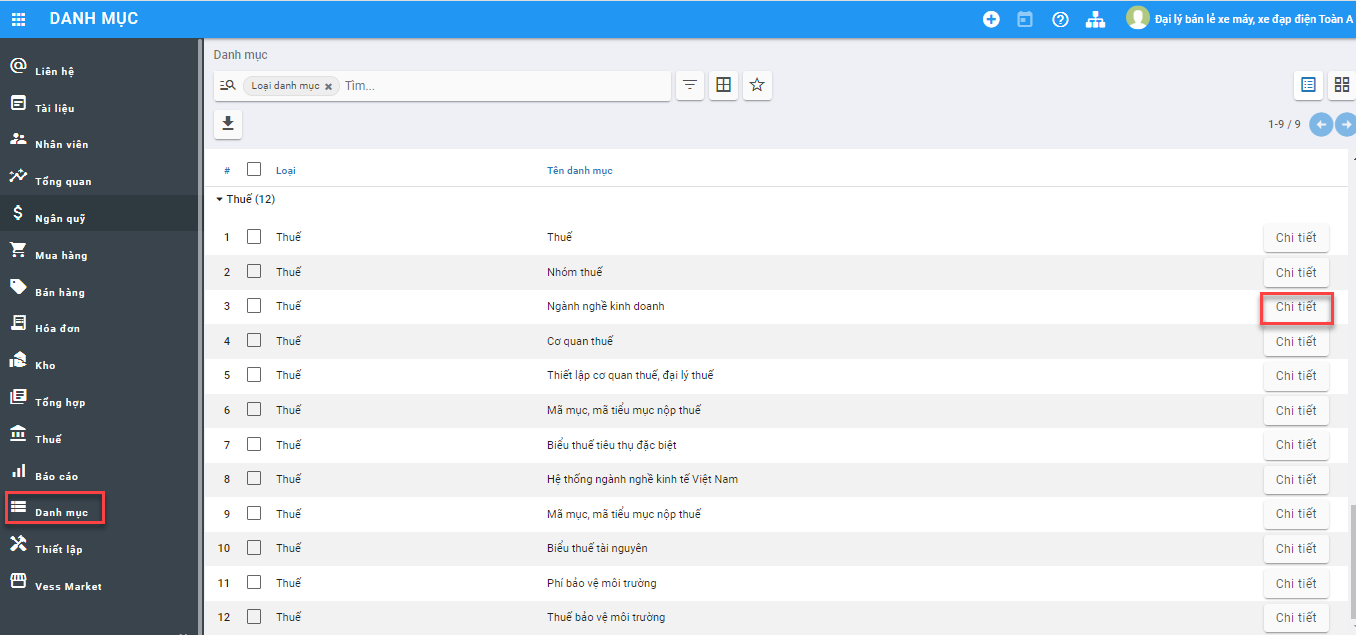 DANH MỤC
Đại lý bán lẻ xe máy, xe đạp điện Toàn A
Liên hệ
Tài liệu
Nhân viên
Tổng quan
Ngân quỹ
Mua hàng
Bán hàng
Hóa đơn
Kho
Tổng hợp
Thuế
Báo cáo
Danh mục
Thiết lập
Vess Market
Danh mục
Loại danh mục × Tìm...
1-9 / 9
# Loại Tên danh mục
Thuế (12)
1 Thuế Thuế Chi tiết
2 Thuế Nhóm thuế Chi tiết
3 Thuế Ngành nghề kinh doanh Chi tiết
4 Thuế Cơ quan thuế Chi tiết
5 Thuế Thiết lập cơ quan thuế, đại lý thuế Chi tiết
6 Thuế Mã mục, mã tiểu mục nộp thuế Chi tiết
7 Thuế Biểu thuế tiêu thụ đặc biệt Chi tiết
8 Thuế Hệ thống ngành nghề kinh tế Việt Nam Chi tiết
9 Thuế Mã mục, mã tiểu mục nộp thuế Chi tiết
10 Thuế Biểu thuế tài nguyên Chi tiết
11 Thuế Phí bảo vệ môi trường Chi tiết
12 Thuế Thuế bảo vệ môi trường Chi tiết